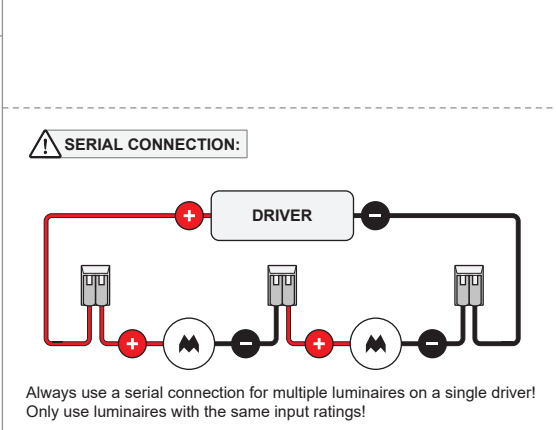 SERIAL CONNECTION:
+ DRIVER −
+ − + −
Always use a serial connection for multiple luminaires on a single driver!
Only use luminaires with the same input ratings!